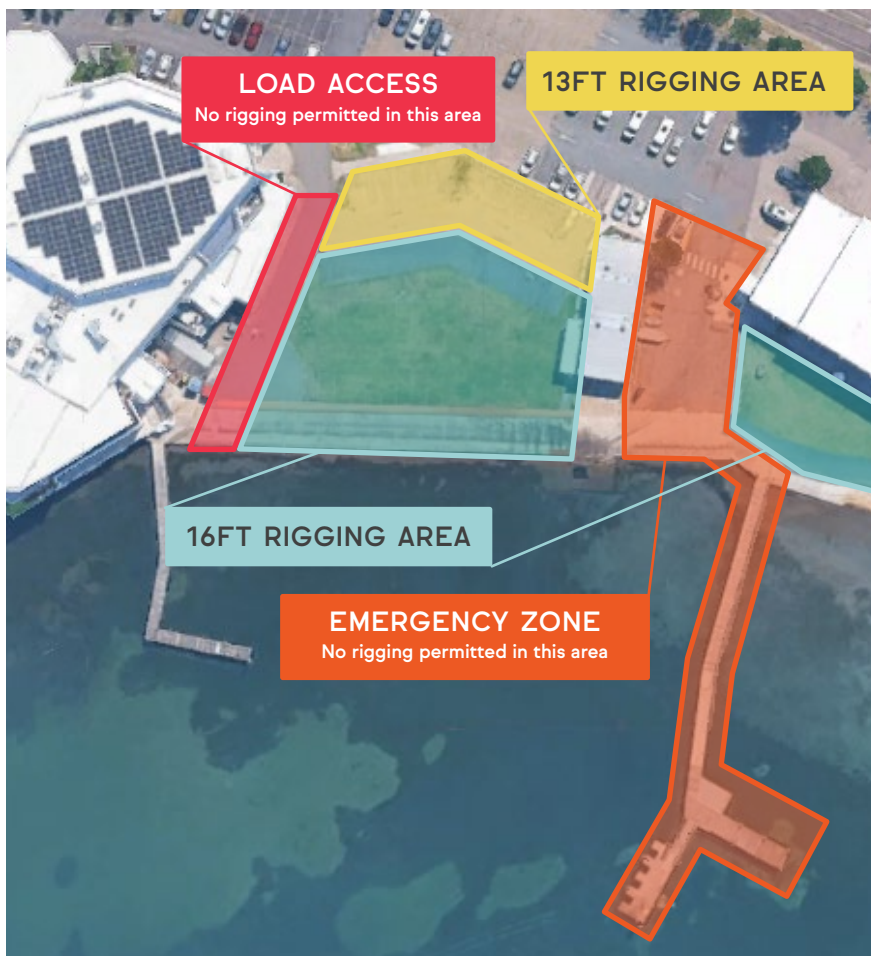 LOAD ACCESS
No rigging permitted in this area
13FT RIGGING AREA
16FT RIGGING AREA
EMERGENCY ZONE
No rigging permitted in this area